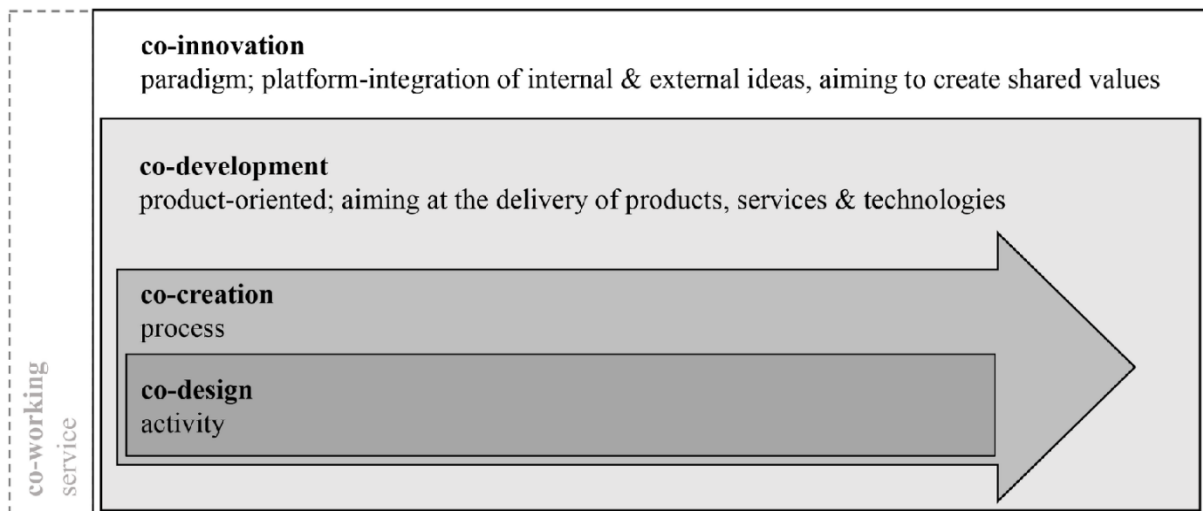 co-innovation
paradigm; platform-integration of internal & external ideas, aiming to create shared values
co-development
product-oriented; aiming at the delivery of products, services & technologies
co-creation
process
co-design
activity
co-working
service